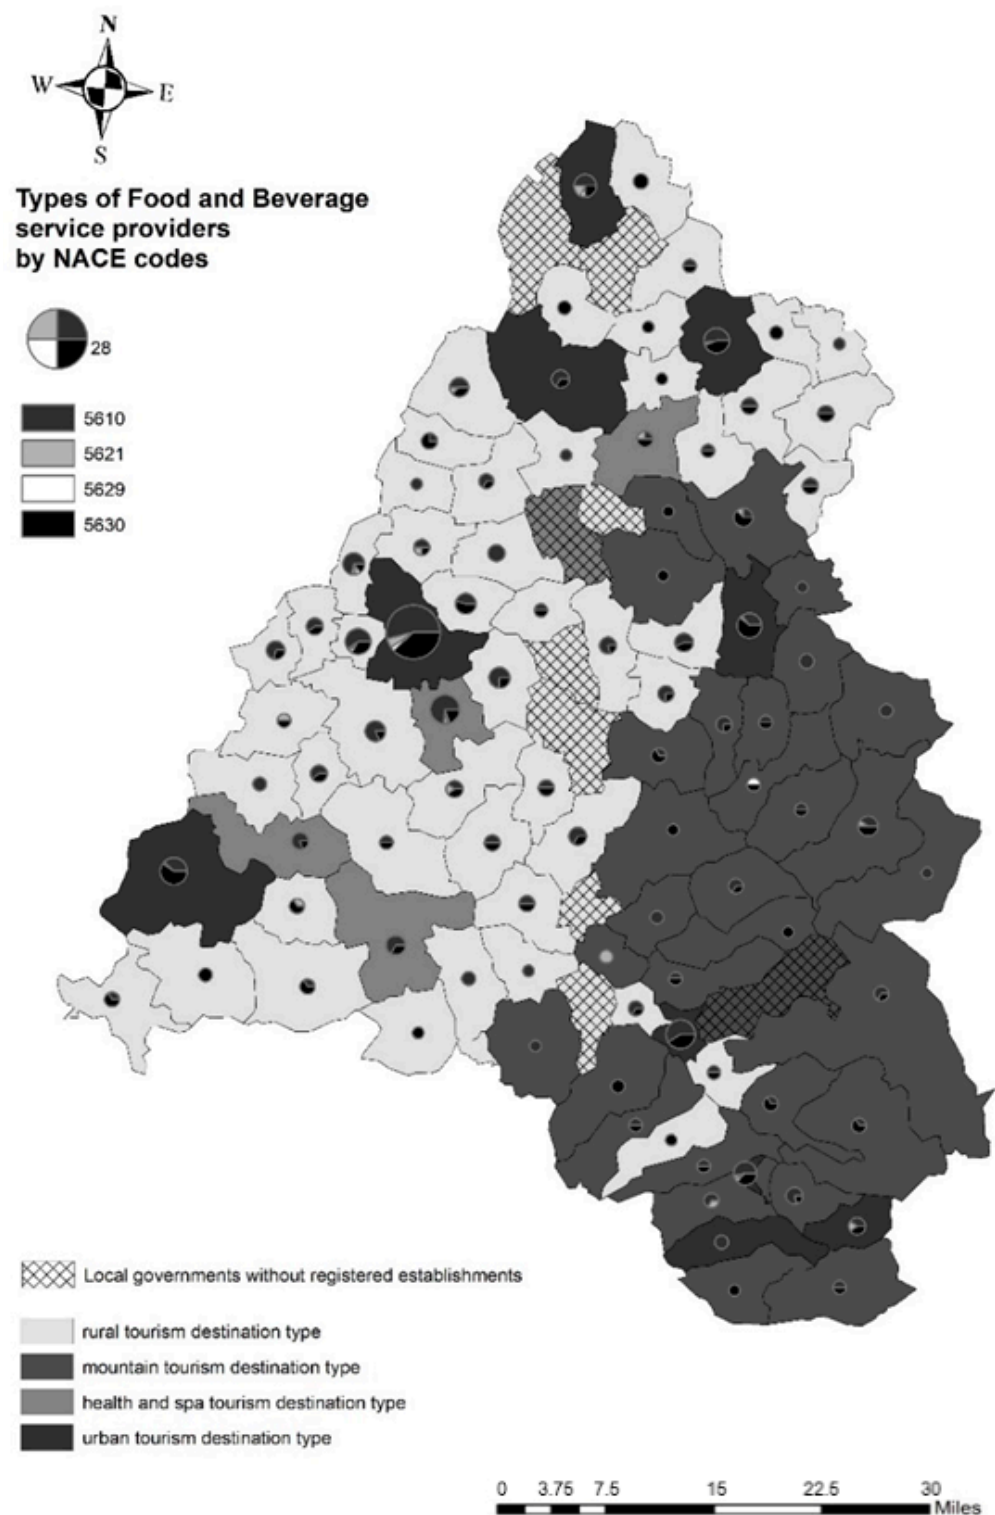 N
W
E
S
Types of Food and Beverage
service providers
by NACE codes
28
5610
5621
5629
5630
Local governments without registered establishments
rural tourism destination type
mountain tourism destination type
health and spa tourism destination type
urban tourism destination type
0 3.75 7.5 15 22.5 30
Miles